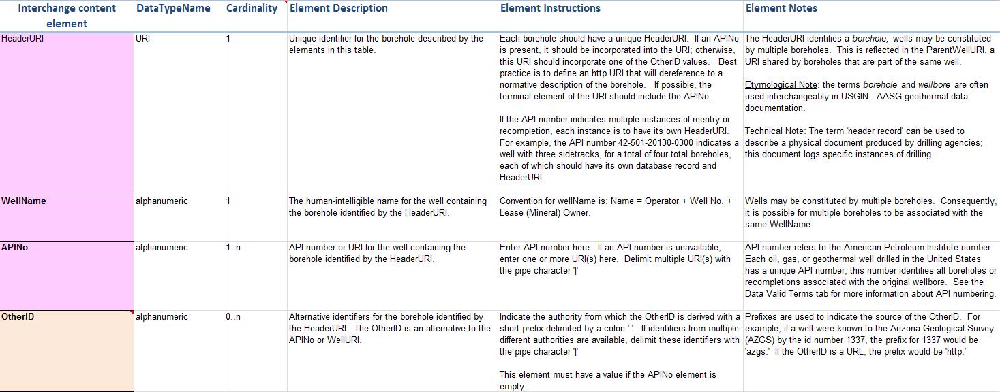 Interchange content element
DataTypeName
Cardinality
Element Description
Element Instructions
Element Notes
HeaderURI
URI
1
Unique identifier for the borehole described by the
elements in this table.
Each borehole should have a unique HeaderURI.  If an APINo
is present, it should be incorporated into the URI; otherwise,
this URI should incorporate one of the OtherID values.   Best
practice is to define an http URI that will dereference to a
normative description of the borehole.   If possible, the
terminal element of the URI should include the APINo.
If the API number indicates multiple instances of reentry or
recompletion, each instance is to have its own HeaderURI.
For example, the API number 42-501-20130-0300 indicates a
well with three sidetracks, for a total of four total boreholes,
each of which should have its own database record and
HeaderURI.
The HeaderURI identifies a borehole; wells may be constituted
by multiple boreholes.  This is reflected in the ParentWellURI, a
URI shared by boreholes that are part of the same well.
Etymological Note: the terms borehole and wellbore are often
used interchangeably in USGIN - AASG geothermal data
documentation.
Technical Note: The term 'header record' can be used to
describe a physical document produced by drilling agencies;
this document logs specific instances of drilling.
WellName
alphanumeric
1
The human-intelligible name for the well containing
the borehole identified by the HeaderURI.
Convention for wellName is: Name = Operator + Well No. +
Lease (Mineral) Owner.
Wells may be constituted by multiple boreholes.  Consequently,
it is possible for multiple boreholes to be associated with the
same WellName.
APINo
alphanumeric
1..n
API number or URI for the well containing the
borehole identified by the HeaderURI.
Enter API number here.  If an API number is unavailable,
enter one or more URI(s) here.  Delimit multiple URI(s) with
the pipe character '|'
API number refers to the American Petroleum Institute number.
Each oil, gas, or geothermal well drilled in the United States
has a unique API number; this number identifies all boreholes or
recompletions associated with the original wellbore.  See the
Data Valid Terms tab for more information about API numbering.
OtherID
alphanumeric
0..n
Alternative identifiers for the borehole identified by
the HeaderURI.  The OtherID is an alternative to the
APINo or WellURI.
Indicate the authority from which the OtherID is derived with a
short prefix delimited by a colon ':'   If identifiers from multiple
different authorities are available, delimit these identifiers with
the pipe character '|'
This element must have a value if the APINo element is
empty.
Prefixes are used to indicate the source of the OtherID.  For
example, if a well were known to the Arizona Geological Survey
(AZGS) by the id number 1337, the prefix for 1337 would be
'azgs:'  If the OtherID is a URL, the prefix would be 'http:'